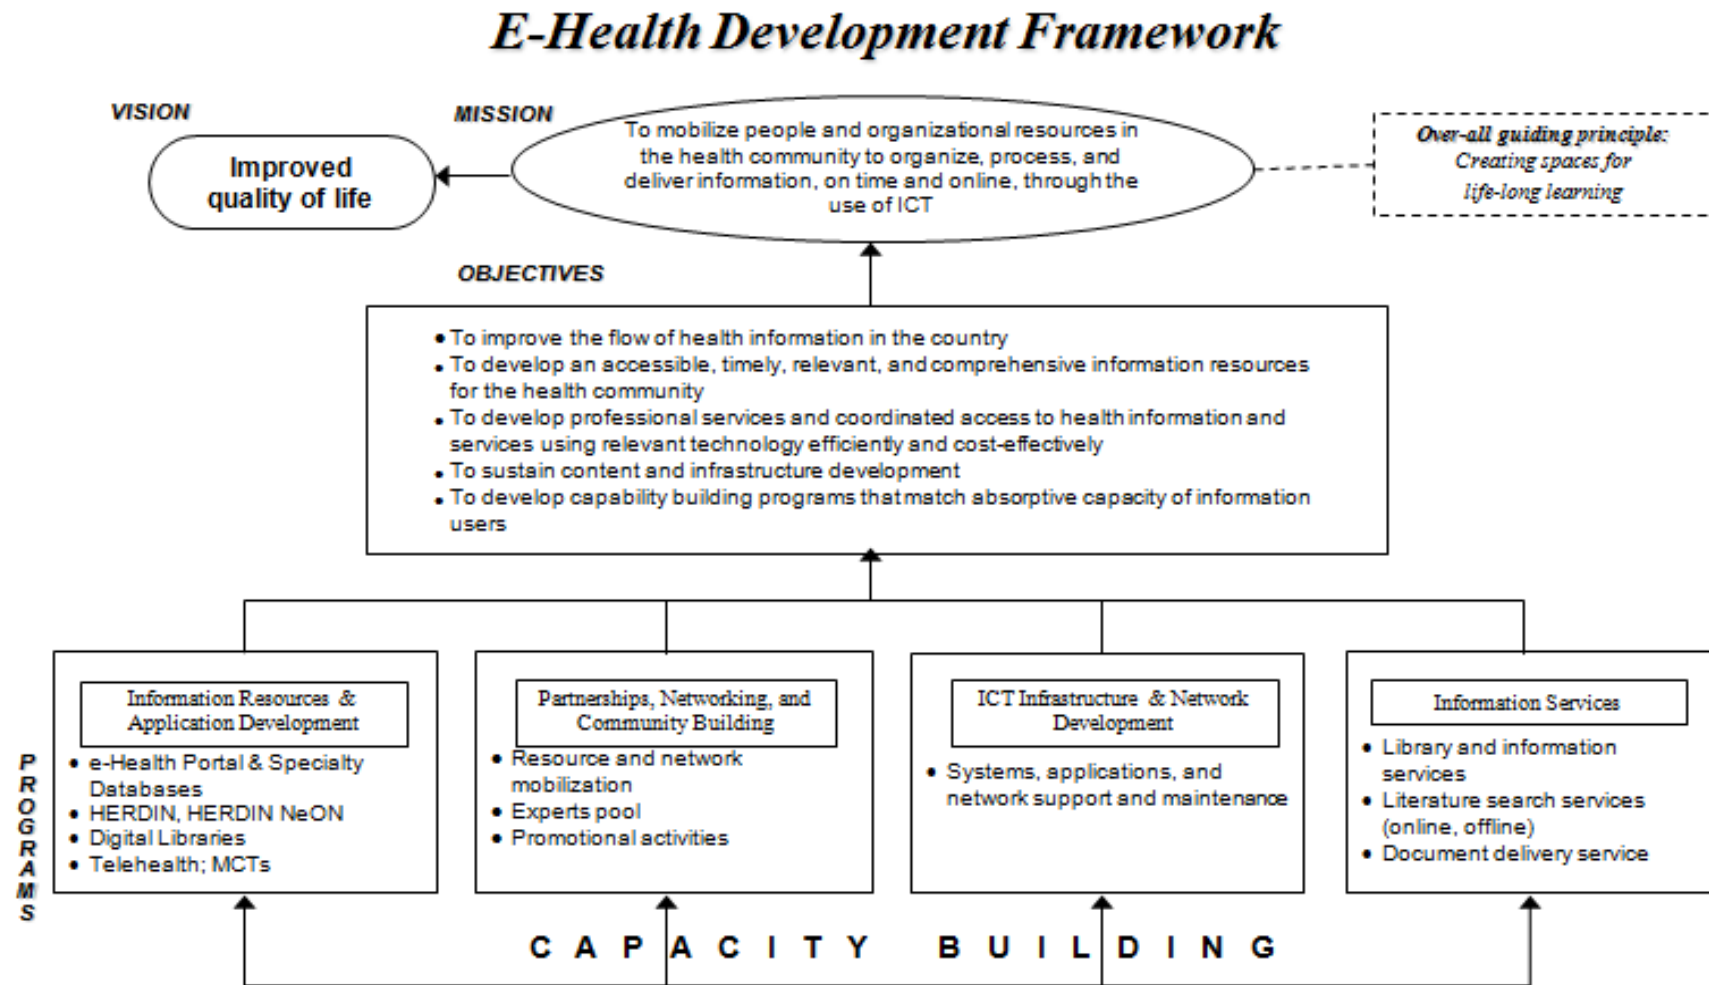 E-Health Development Framework
VISION
MISSION
Improved
quality of life
To mobilize people and organizational resources in
the health community to organize, process, and
deliver information, on time and online, through the
use of ICT
Over-all guiding principle:
Creating spaces for
life-long learning
OBJECTIVES
• To improve the flow of health information in the country
• To develop an accessible, timely, relevant, and comprehensive information resources
for the health community
• To develop professional services and coordinated access to health information and
services using relevant technology efficiently and cost-effectively
• To sustain content and infrastructure development
• To develop capability building programs that match absorptive capacity of information
users
PROGRAMS
Information Resources &
Application Development
• e-Health Portal & Specialty
Databases
• HERDIN, HERDIN NeON
• Digital Libraries
• Telehealth; MCTs
Partnerships, Networking, and
Community Building
• Resource and network
mobilization
• Experts pool
• Promotional activities
ICT Infrastructure & Network
Development
• Systems, applications, and
network support and maintenance
Information Services
• Library and information
services
• Literature search services
(online, offline)
• Document delivery service
CAPACITY BUILDING